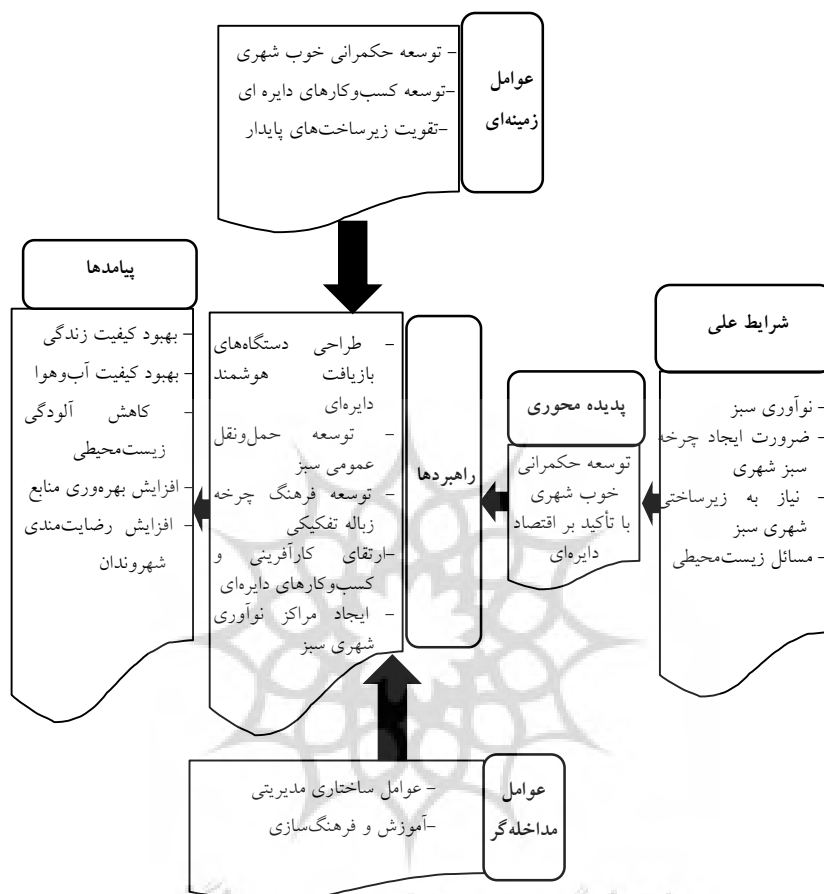 عوامل
زمینه‌ای
- توسعه حکمرانی خوب شهری
-توسعه کسب‌وکارهای دایره ای
-تقویت زیرساخت‌های پایدار
شرایط علی
- نوآوری سبز
- ضرورت ایجاد چرخه
سبز شهری
- نیاز به زیرساختی
شهری سبز
- مسائل زیست‌محیطی
پدیده محوری
توسعه حکمرانی
خوب شهری
با تأکید بر اقتصاد
دایره‌ای
راهبردها
- طراحی دستگاه‌های
بازیافت هوشمند
دایره‌ای
- توسعه حمل‌ونقل
عمومی سبز
- توسعه فرهنگ چرخه
زباله تفکیکی
-ارتقای کارآفرینی و
کسب‌وکارهای دایره‌ای
- ایجاد مراکز نوآوری
شهری سبز
پیامدها
- بهبود کیفیت زندگی
- بهبود کیفیت آب‌وهوا
- کاهش آلودگی
زیست‌محیطی
- افزایش بهره‌وری منابع
- افزایش رضایت‌مندی
شهروندان
عوامل
مداخله‌گر
- عوامل ساختاری مدیریتی
-آموزش و فرهنگ‌سازی